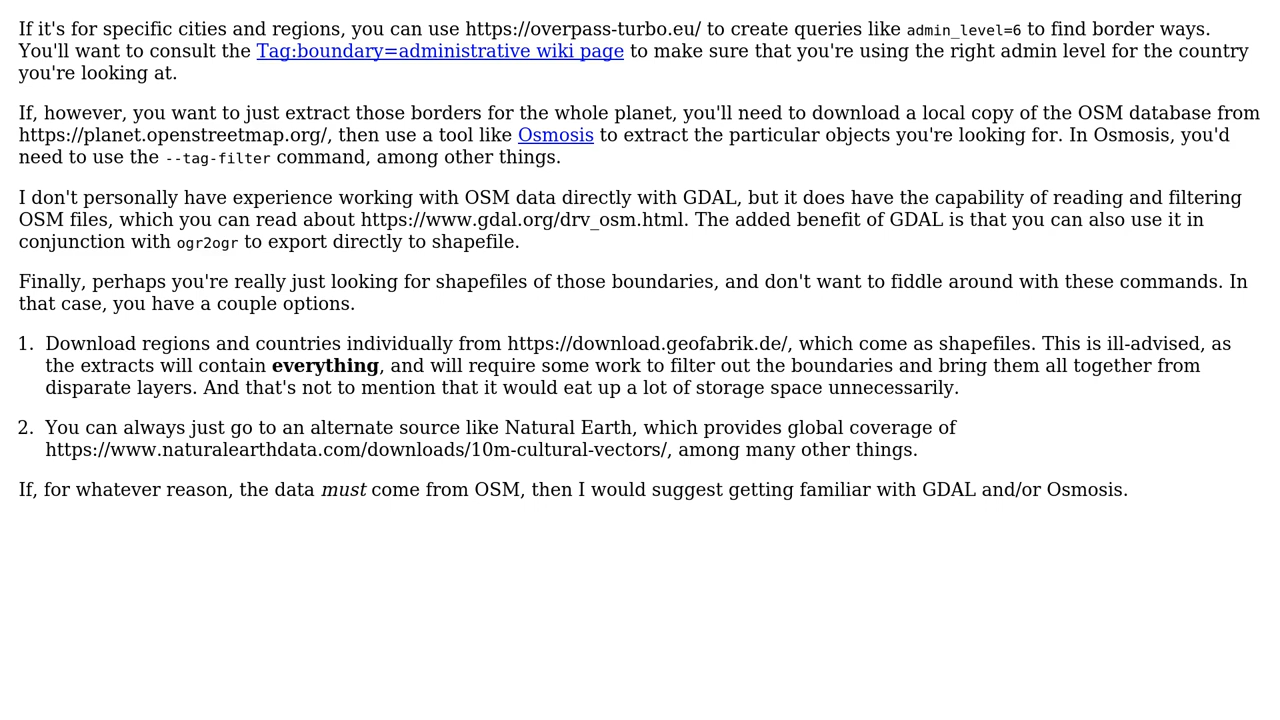 If it's for specific cities and regions, you can use https://overpass-turbo.eu/ to create queries like admin_level=6 to find border ways.
You'll want to consult the Tag:boundary=administrative wiki page to make sure that you're using the right admin level for the country
you're looking at.
If, however, you want to just extract those borders for the whole planet, you'll need to download a local copy of the OSM database from
https://planet.openstreetmap.org/, then use a tool like Osmosis to extract the particular objects you're looking for. In Osmosis, you'd
need to use the --tag-filter command, among other things.
I don't personally have experience working with OSM data directly with GDAL, but it does have the capability of reading and filtering
OSM files, which you can read about https://www.gdal.org/drv_osm.html. The added benefit of GDAL is that you can also use it in
conjunction with ogr2ogr to export directly to shapefile.
Finally, perhaps you're really just looking for shapefiles of those boundaries, and don't want to fiddle around with these commands. In
that case, you have a couple options.
1. Download regions and countries individually from https://download.geofabrik.de/, which come as shapefiles. This is ill-advised, as
the extracts will contain everything, and will require some work to filter out the boundaries and bring them all together from
disparate layers. And that's not to mention that it would eat up a lot of storage space unnecessarily.
2. You can always just go to an alternate source like Natural Earth, which provides global coverage of
https://www.naturalearthdata.com/downloads/10m-cultural-vectors/, among many other things.
If, for whatever reason, the data must come from OSM, then I would suggest getting familiar with GDAL and/or Osmosis.